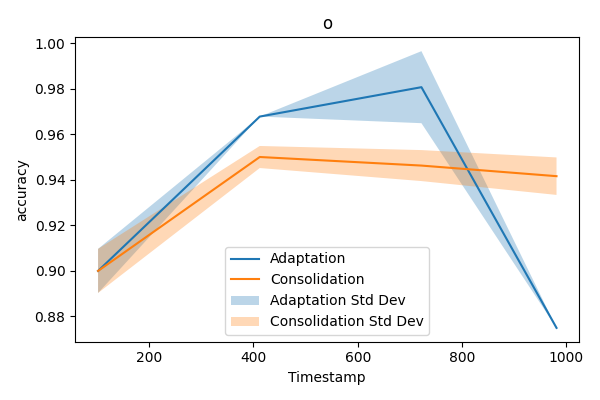 o
1.00
0.98
0.96
0.94
0.92
0.90
0.88
accuracy
Adaptation
Consolidation
Adaptation Std Dev
Consolidation Std Dev
200
400
600
800
1000
Timestamp